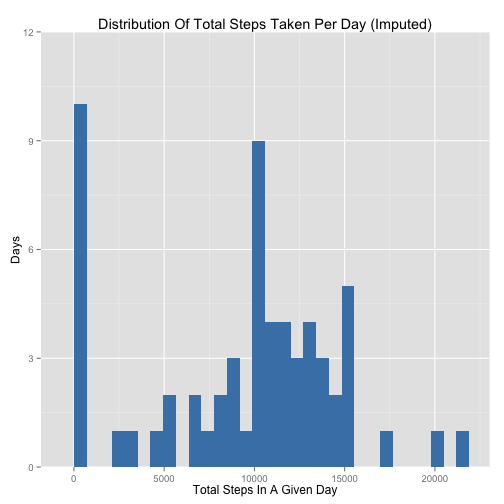 Distribution Of Total Steps Taken Per Day (Imputed)
12
9
6
3
0
Days
0 5000 10000 15000 20000
Total Steps In A Given Day